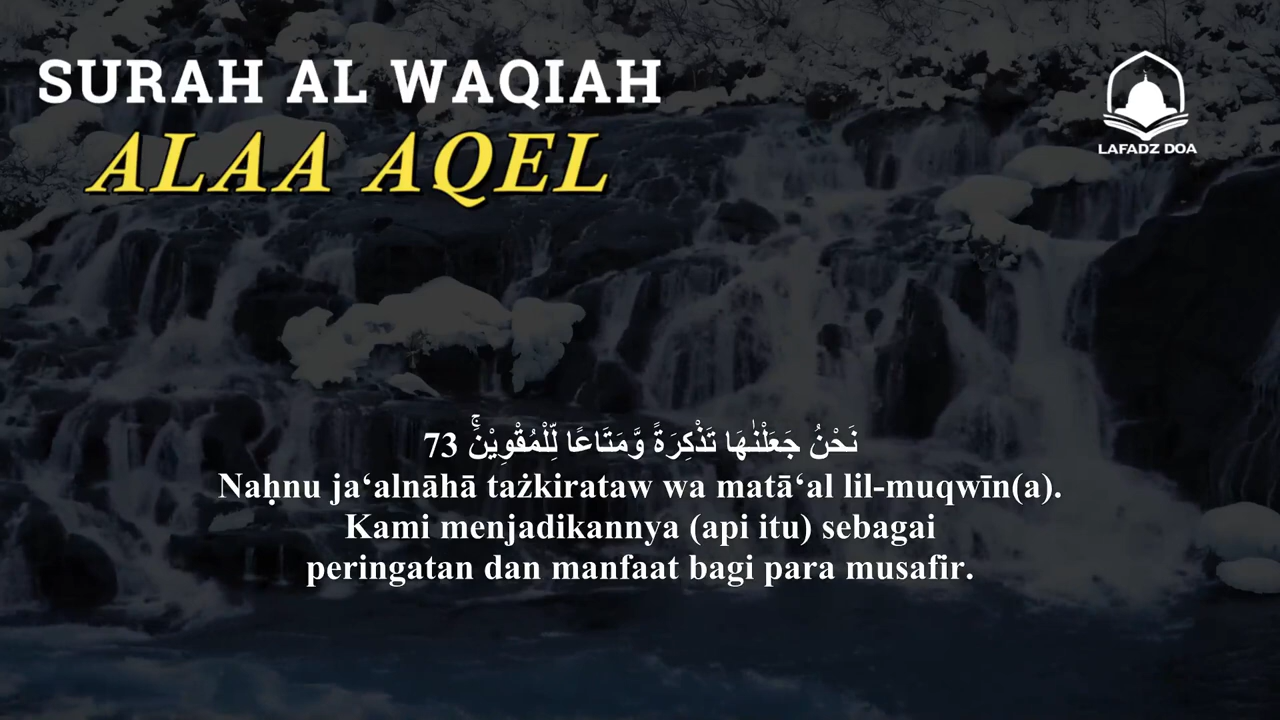 SURAH AL WAQIAH
ALAA AQEL
LAFADZ DOA
نَحْنُ جَعَلْنٰهَا تَذْكِرَةً وَّمَتَاعًا لِّلْمُقْوِيْنَۚ 73
Naḥnu ja‘alnāhā tażkirataw wa matā‘al lil-muqwīn(a).
Kami menjadikannya (api itu) sebagai
peringatan dan manfaat bagi para musafir.